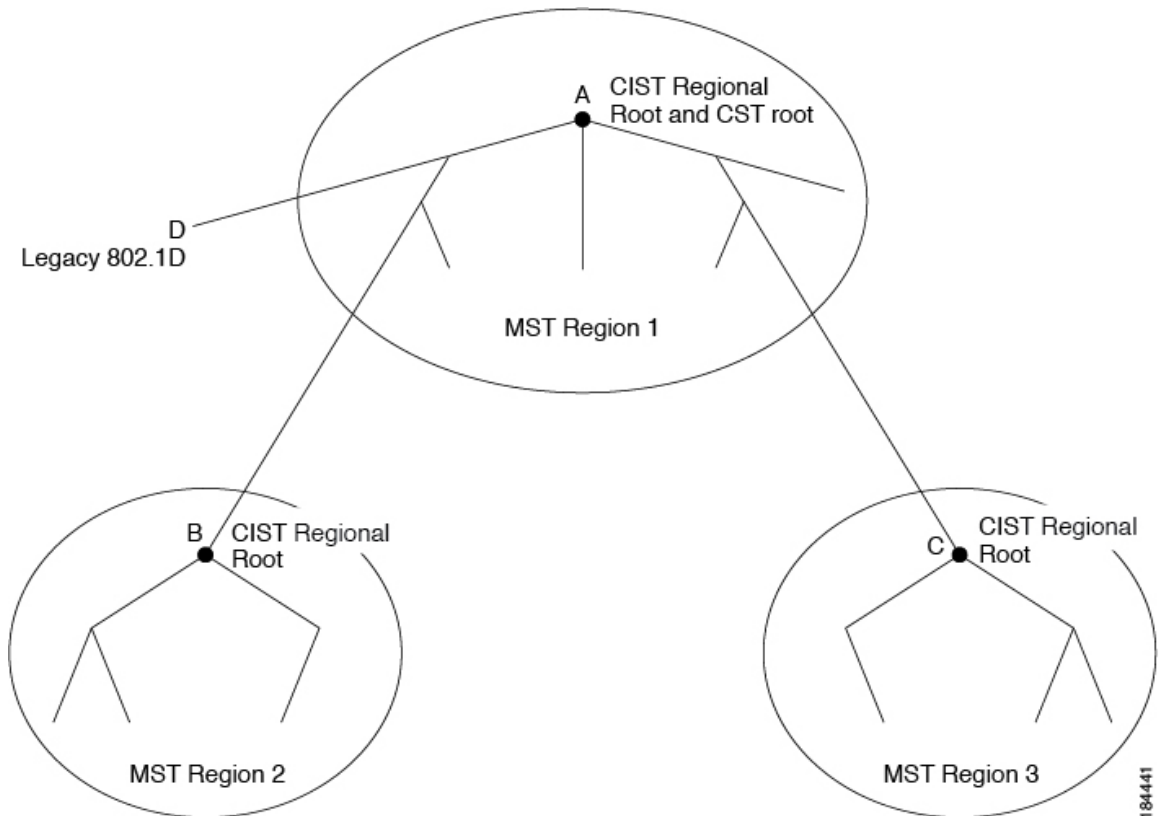 A
CIST Regional
Root and CST root
D
Legacy 802.1D
MST Region 1
B
CIST Regional
Root
C
CIST Regional
Root
MST Region 2
MST Region 3
184441